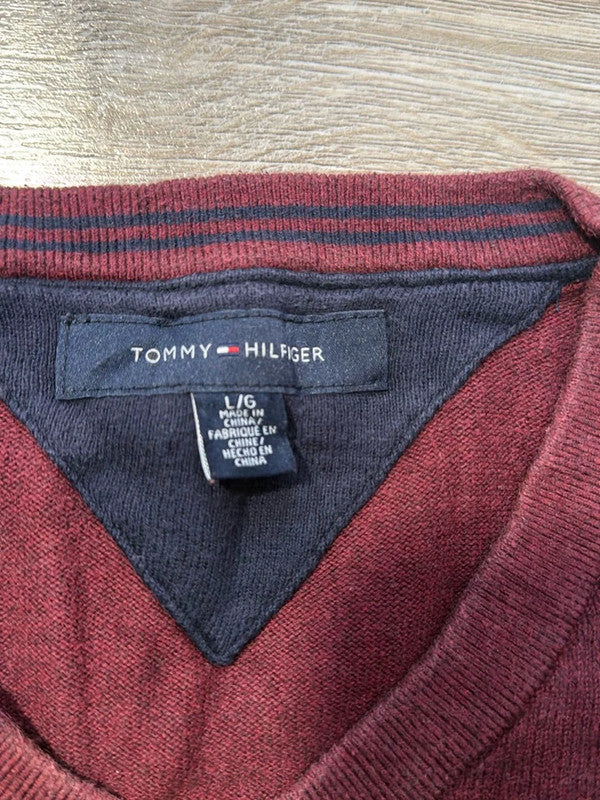 TOMMY HILFIGER
L/G
MADE IN
CHINA/
FABRIQUÉ EN
CHINE/
HECHO EN
CHINA